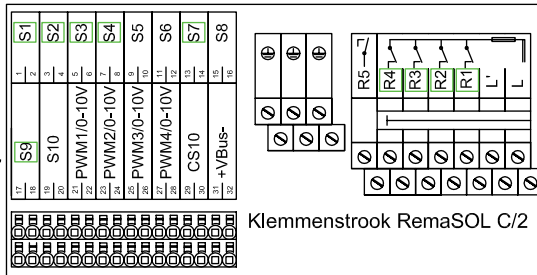 S1 S2 S3 S4 S5 S6 S7 S8
1 2 3 4 5 6 7 8 9 10 11 12 13 14 15 16
S9 S10 PWM1/0-10V PWM2/0-10V PWM3/0-10V PWM4/0-10V CS10 +VBus-
17 18 19 20 21 22 23 24 25 26 27 28 29 30 31 32
R5 R4 R3 R2 R1 L' L
Klemmenstrook RemaSOL C/2